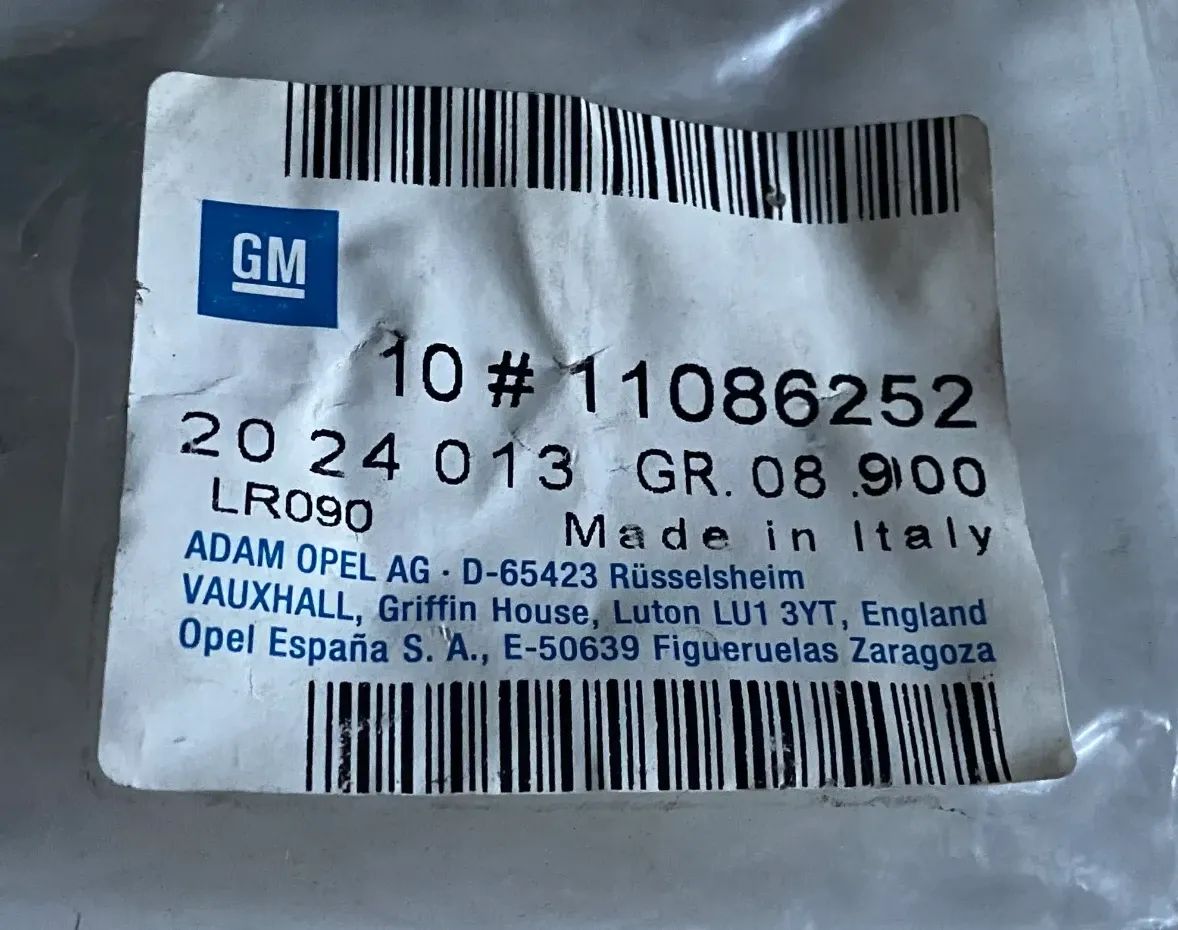 GM
10 # 11086252
20 24 013 GR. 08 .900
LR090
Made in Italy
ADAM OPEL AG · D-65423 Rüsselsheim
VAUXHALL, Griffin House, Luton LU1 3YT, England
Opel España S. A., E-50639 Figueruelas Zaragoza